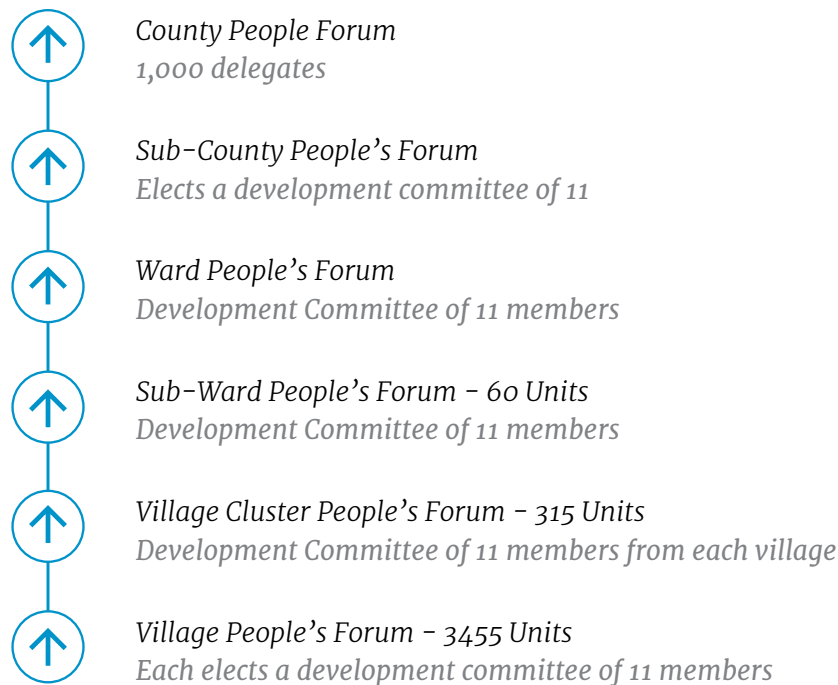 County People Forum
1,000 delegates
Sub-County People’s Forum
Elects a development committee of 11
Ward People’s Forum
Development Committee of 11 members
Sub-Ward People’s Forum - 60 Units
Development Committee of 11 members
Village Cluster People’s Forum - 315 Units
Development Committee of 11 members from each village
Village People’s Forum - 3455 Units
Each elects a development committee of 11 members